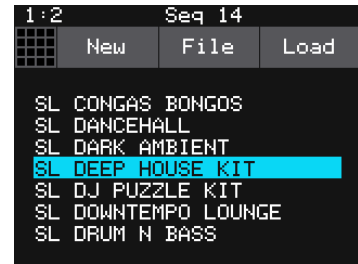 1:2 Seq 14
New File Load
SL CONGAS BONGOS
SL DANCEHALL
SL DARK AMBIENT
SL DEEP HOUSE KIT
SL DJ PUZZLE KIT
SL DOWNTEMPO LOUNGE
SL DRUM N BASS